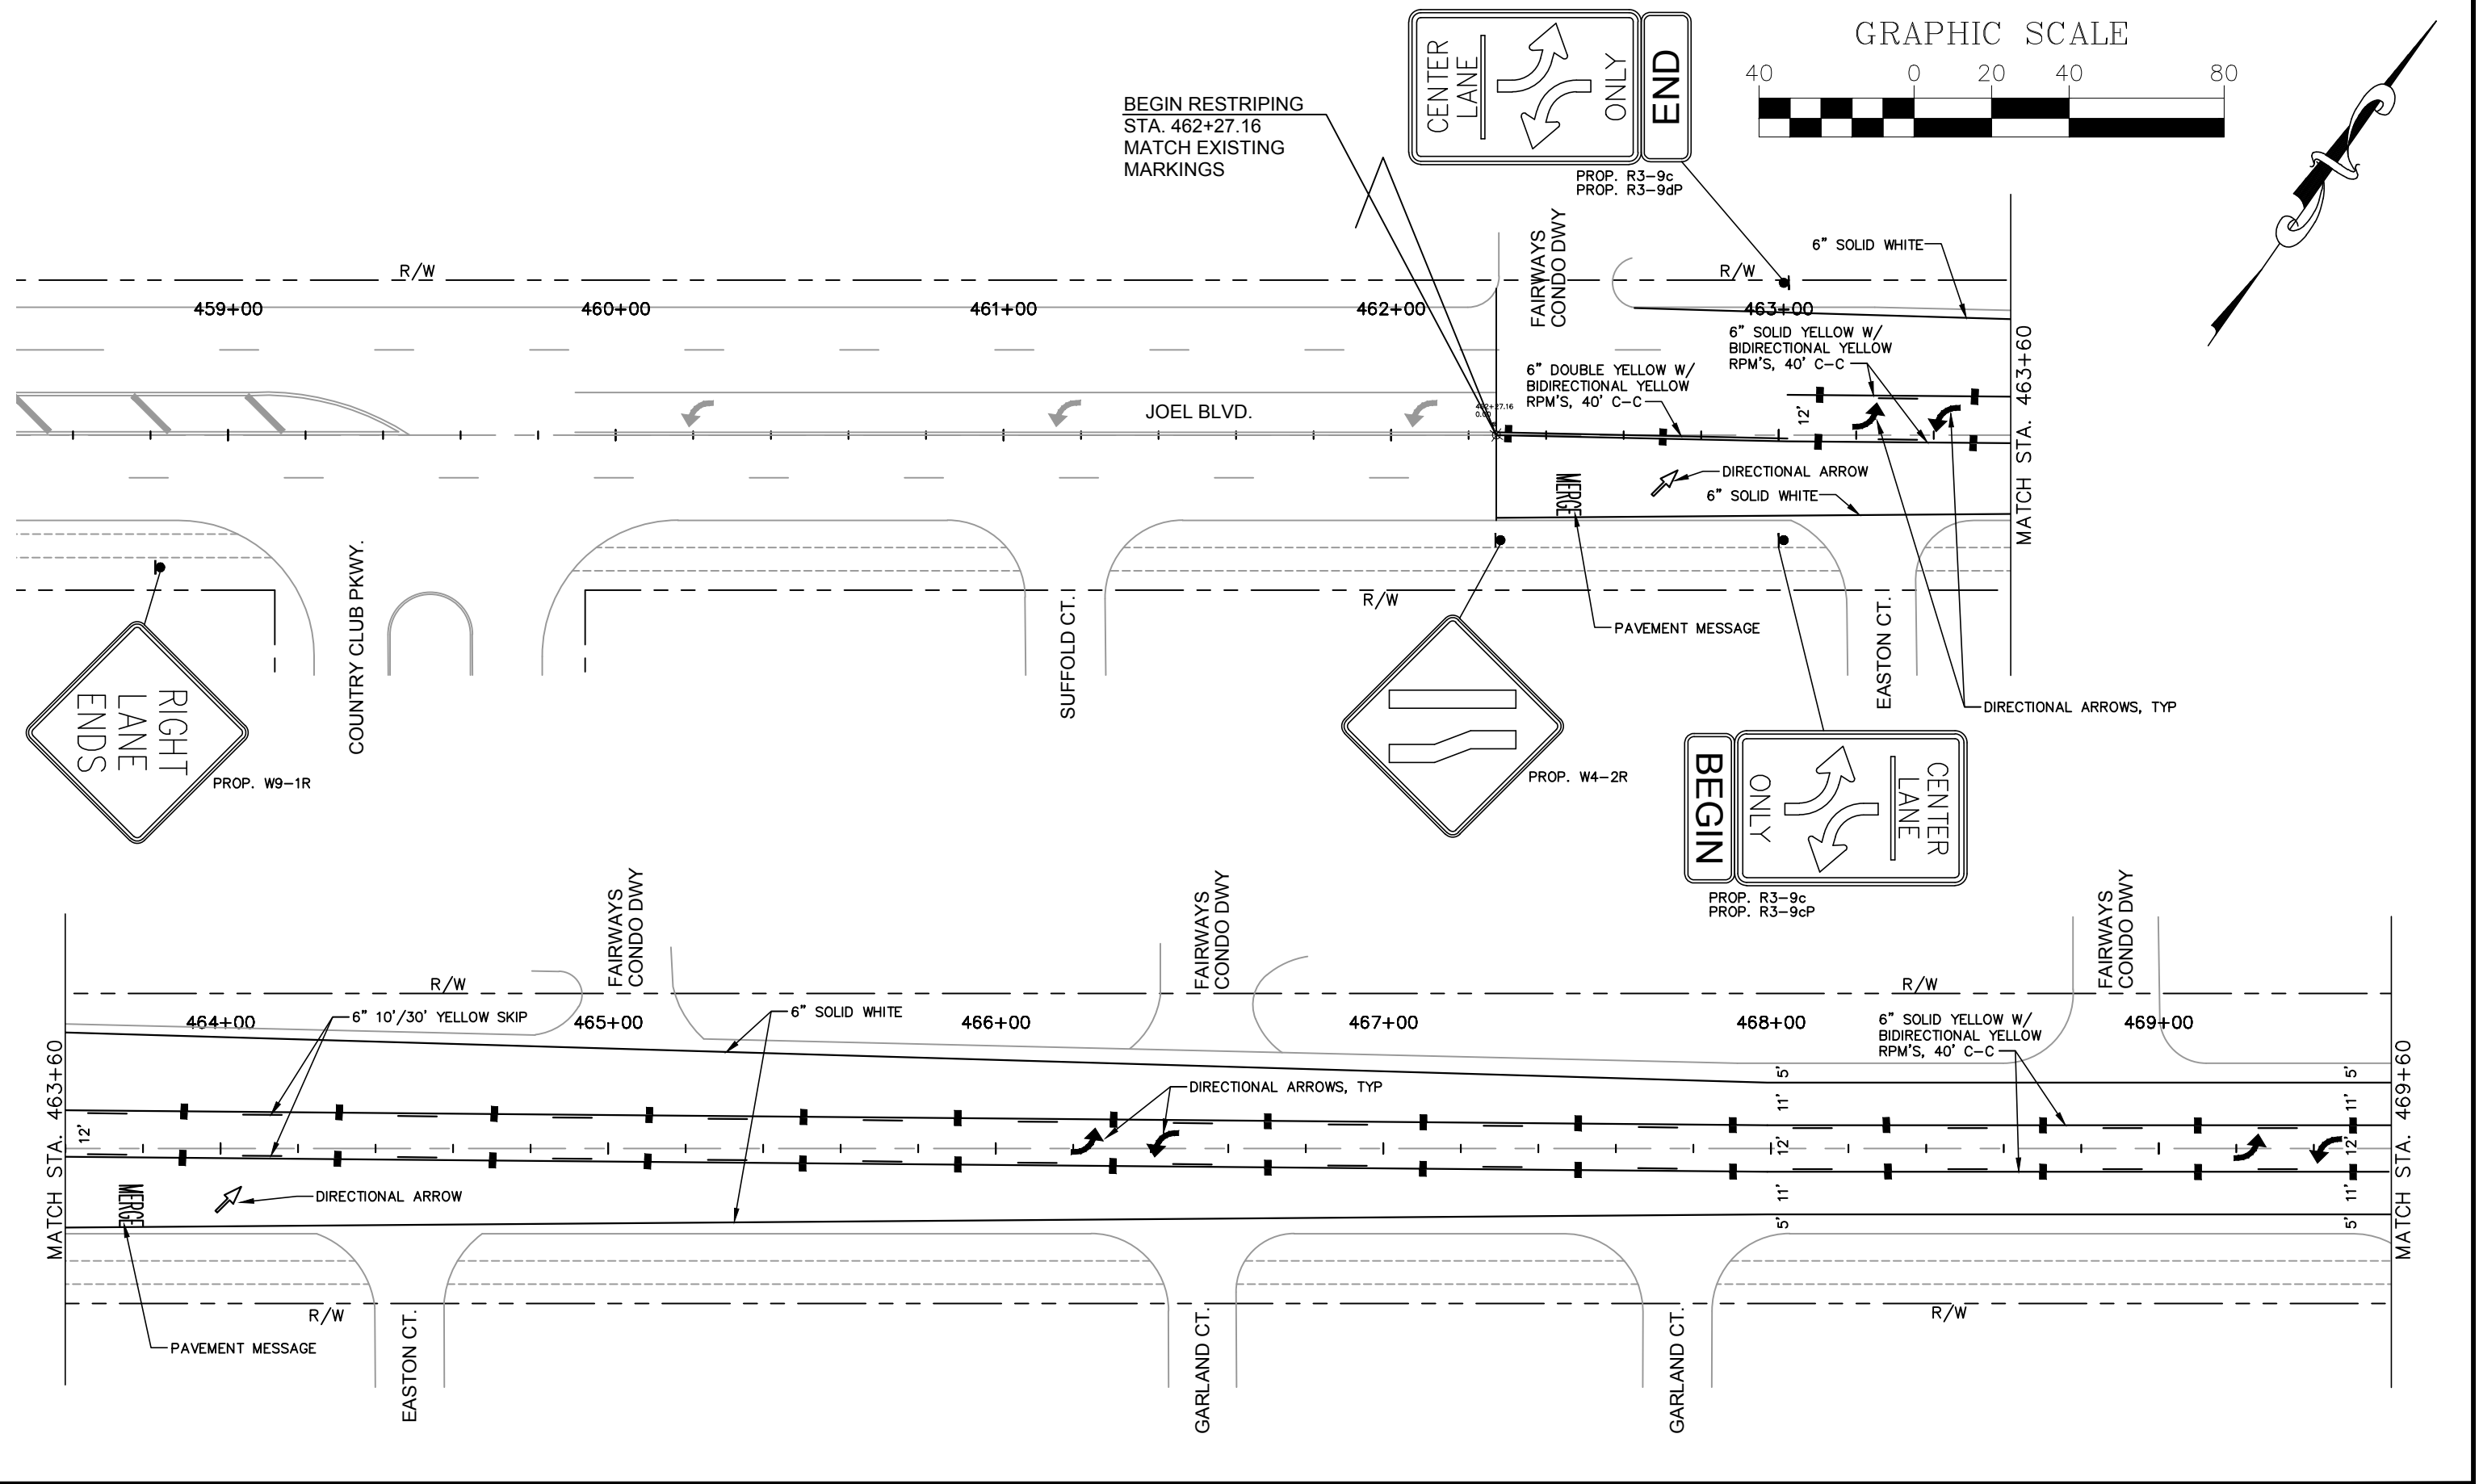 GRAPHIC SCALE
40 0 20 40 80
CENTER
LANE
ONLY
END
PROP. R3-9c
PROP. R3-9dP
BEGIN RESTRIPING
STA. 462+27.16
MATCH EXISTING
MARKINGS
FAIRWAYS
CONDO DWY
6" SOLID WHITE
R/W
R/W
459+00 460+00 461+00 462+00 463+00
6" SOLID YELLOW W/
BIDIRECTIONAL YELLOW
RPM'S, 40' C-C
6" DOUBLE YELLOW W/
BIDIRECTIONAL YELLOW
RPM'S, 40' C-C
462+27.16
JOEL BLVD.
12'
MATCH STA. 463+60
DIRECTIONAL ARROW
MERGE
6" SOLID WHITE
R/W
PAVEMENT MESSAGE
COUNTRY CLUB PKWY.
SUFFOLD CT.
EASTON CT.
DIRECTIONAL ARROWS, TYP
RIGHT
LANE
ENDS
PROP. W9-1R
PROP. W4-2R
BEGIN
CENTER
LANE
ONLY
PROP. R3-9c
PROP. R3-9cP
FAIRWAYS
CONDO DWY
FAIRWAYS
CONDO DWY
FAIRWAYS
CONDO DWY
R/W
R/W
464+00 465+00 466+00 467+00 468+00 469+00
6" 10'/30' YELLOW SKIP
6" SOLID WHITE
6" SOLID YELLOW W/
BIDIRECTIONAL YELLOW
RPM'S, 40' C-C
DIRECTIONAL ARROWS, TYP
MATCH STA. 463+60
12'
5'
11'
12'
11'
5'
5'
11'
12'
11'
5'
MATCH STA. 469+60
MERGE
DIRECTIONAL ARROW
R/W
R/W
PAVEMENT MESSAGE
EASTON CT.
GARLAND CT.
GARLAND CT.